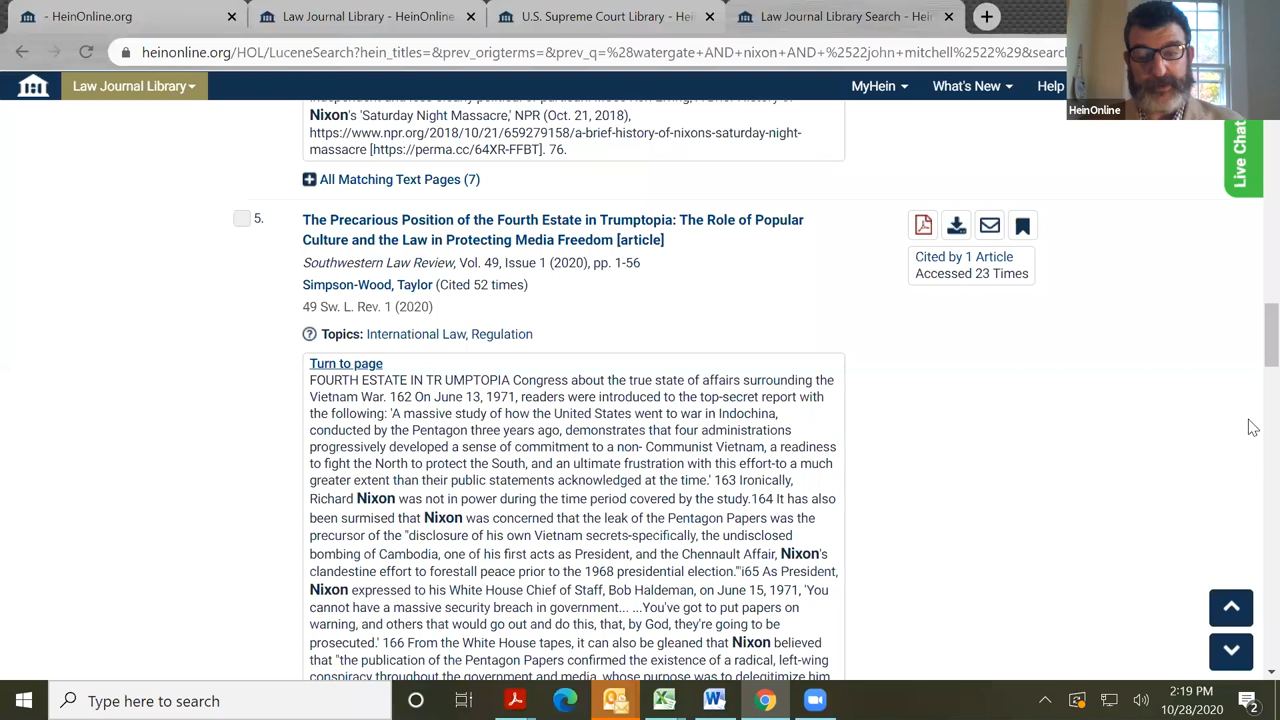 - HeinOnline.org
Law Journal Library - HeinOnline
U.S. Supreme Court Library - Hei
Law Journal Library Search - Hei
heinonline.org/HOL/LuceneSearch?hein_titles=&prev_origterms=&prev_q=%28watergate AND+nixon AND+%2522john mitchell%2522%29&searc
HeinOnline
Law Journal Library
MyHein
What's New
Help
Live Chat
Nixon's 'Saturday Night Massacre,' NPR (Oct. 21, 2018),
https://www.npr.org/2018/10/21/659279158/a-brief-history-of-nixons-saturday-night-
massacre [https://perma.cc/64XR-FFBT]. 76.
All Matching Text Pages (7)
5.
The Precarious Position of the Fourth Estate in Trumptopia: The Role of Popular
Culture and the Law in Protecting Media Freedom [article]
Southwestern Law Review, Vol. 49, Issue 1 (2020), pp. 1-56
Simpson-Wood, Taylor (Cited 52 times)
49 Sw. L. Rev. 1 (2020)
Cited by 1 Article
Accessed 23 Times
Topics: International Law, Regulation
Turn to page
FOURTH ESTATE IN TR UMPTOPIA Congress about the true state of affairs surrounding the
Vietnam War. 162 On June 13, 1971, readers were introduced to the top-secret report with
the following: 'A massive study of how the United States went to war in Indochina,
conducted by the Pentagon three years ago, demonstrates that four administrations
progressively developed a sense of commitment to a non- Communist Vietnam, a readiness
to fight the North to protect the South, and an ultimate frustration with this effort-to a much
greater extent than their public statements acknowledged at the time.' 163 Ironically,
Richard Nixon was not in power during the time period covered by the study.164 It has also
been surmised that Nixon was concerned that the leak of the Pentagon Papers was the
precursor of the "disclosure of his own Vietnam secrets-specifically, the undisclosed
bombing of Cambodia, one of his first acts as President, and the Chennault Affair, Nixon's
clandestine effort to forestall peace prior to the 1968 presidential election."'i65 As President,
Nixon expressed to his White House Chief of Staff, Bob Haldeman, on June 15, 1971, 'You
cannot have a massive security breach in government... ...You've got to put papers on
warning, and others that would go out and do this, that, by God, they're going to be
prosecuted.' 166 From the White House tapes, it can also be gleaned that Nixon believed
that "the publication of the Pentagon Papers confirmed the existence of a radical, left-wing
conspiracy throughout the government and media, whose purpose was to delegitimize him
Type here to search
2:19 PM
10/28/2020
2